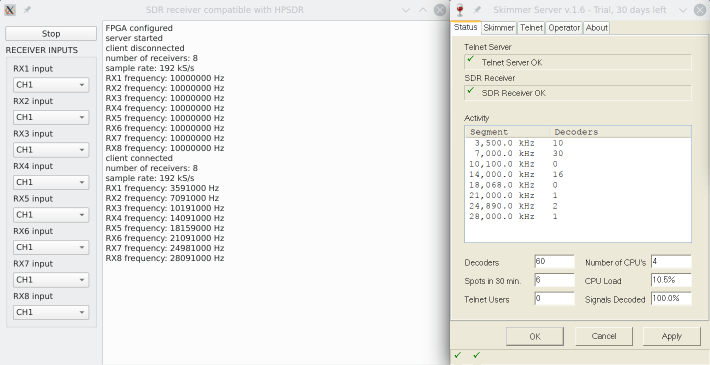 SDR receiver compatible with HPSDR
Stop
RECEIVER INPUTS
RX1 input
CH1
RX2 input
CH1
RX3 input
CH1
RX4 input
CH1
RX5 input
CH1
RX6 input
CH1
RX7 input
CH1
RX8 input
CH1
FPGA configured
server started
client disconnected
number of receivers: 8
sample rate: 192 kS/s
RX1 frequency: 10000000 Hz
RX2 frequency: 10000000 Hz
RX3 frequency: 10000000 Hz
RX4 frequency: 10000000 Hz
RX5 frequency: 10000000 Hz
RX6 frequency: 10000000 Hz
RX7 frequency: 10000000 Hz
RX8 frequency: 10000000 Hz
client connected
number of receivers: 8
sample rate: 192 kS/s
RX1 frequency: 3591000 Hz
RX2 frequency: 7091000 Hz
RX3 frequency: 10191000 Hz
RX4 frequency: 14091000 Hz
RX5 frequency: 18159000 Hz
RX6 frequency: 21091000 Hz
RX7 frequency: 24981000 Hz
RX8 frequency: 28091000 Hz
Skimmer Server v.1.6 - Trial, 30 days left
Status Skimmer Telnet Operator About
Telnet Server
Telnet Server OK
SDR Receiver
SDR Receiver OK
Activity
Segment Decoders
3,500.0 kHz 10
7,000.0 kHz 30
10,100.0 kHz 0
14,000.0 kHz 16
18,068.0 kHz 0
21,000.0 kHz 1
24,890.0 kHz 2
28,000.0 kHz 1
Decoders 60 Number of CPU's 4
Spots in 30 min. 6 CPU Load 10.5%
Telnet Users 0 Signals Decoded 100.0%
OK Cancel Apply